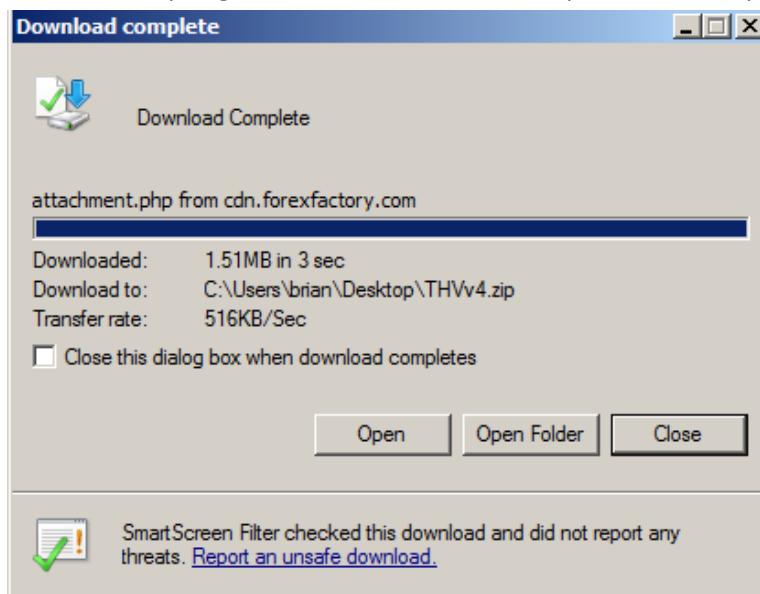 Download complete
Download Complete
attachment.php from cdn.forexfactory.com
Downloaded: 1.51MB in 3 sec
Download to: C:\Users\brian\Desktop\THVv4.zip
Transfer rate: 516KB/Sec
Close this dialog box when download completes
Open Open Folder Close
SmartScreen Filter checked this download and did not report any
threats. Report an unsafe download.